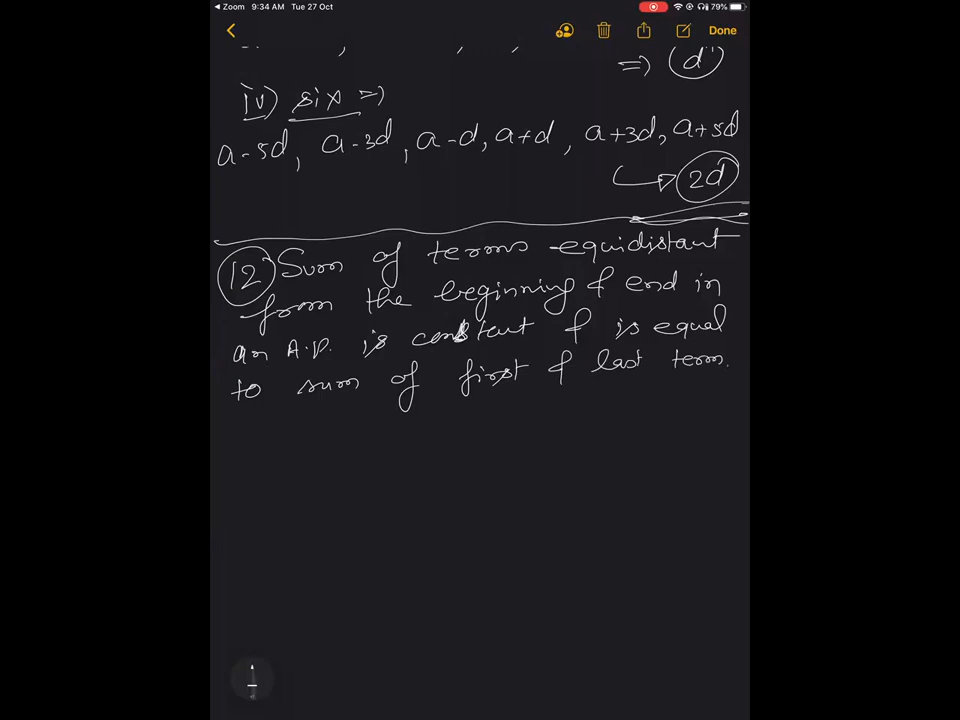 Zoom 9:34 AM Tue 27 Oct 79%
Done
=> d
iv) six =>
a-5d, a-3d, a-d, a+d, a+3d, a+5d
2d
12 Sum of terms equidistant
from the beginning & end in
an A.P. is constant & is equal
to sum of first & last term.